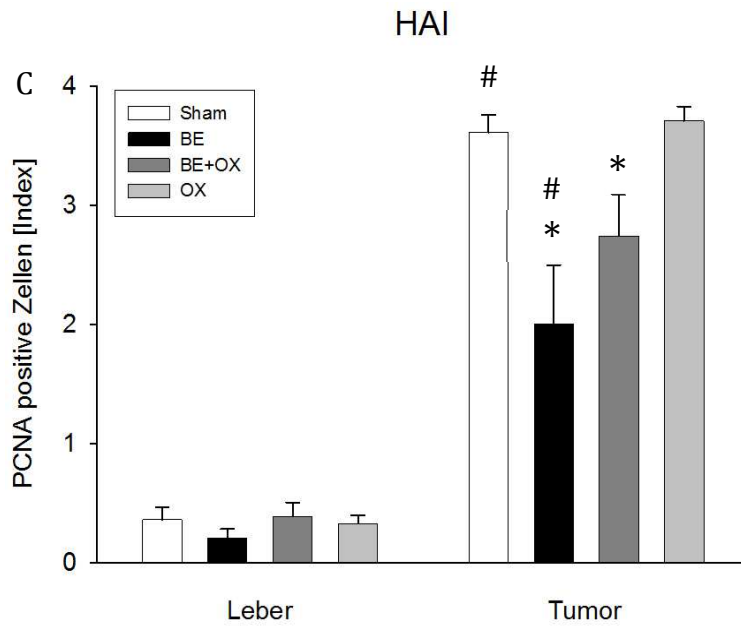 HAI
C
PCNA positive Zellen [Index]
4
3
2
1
0
Sham
BE
BE+OX
OX
#
#
*
*
Leber
Tumor